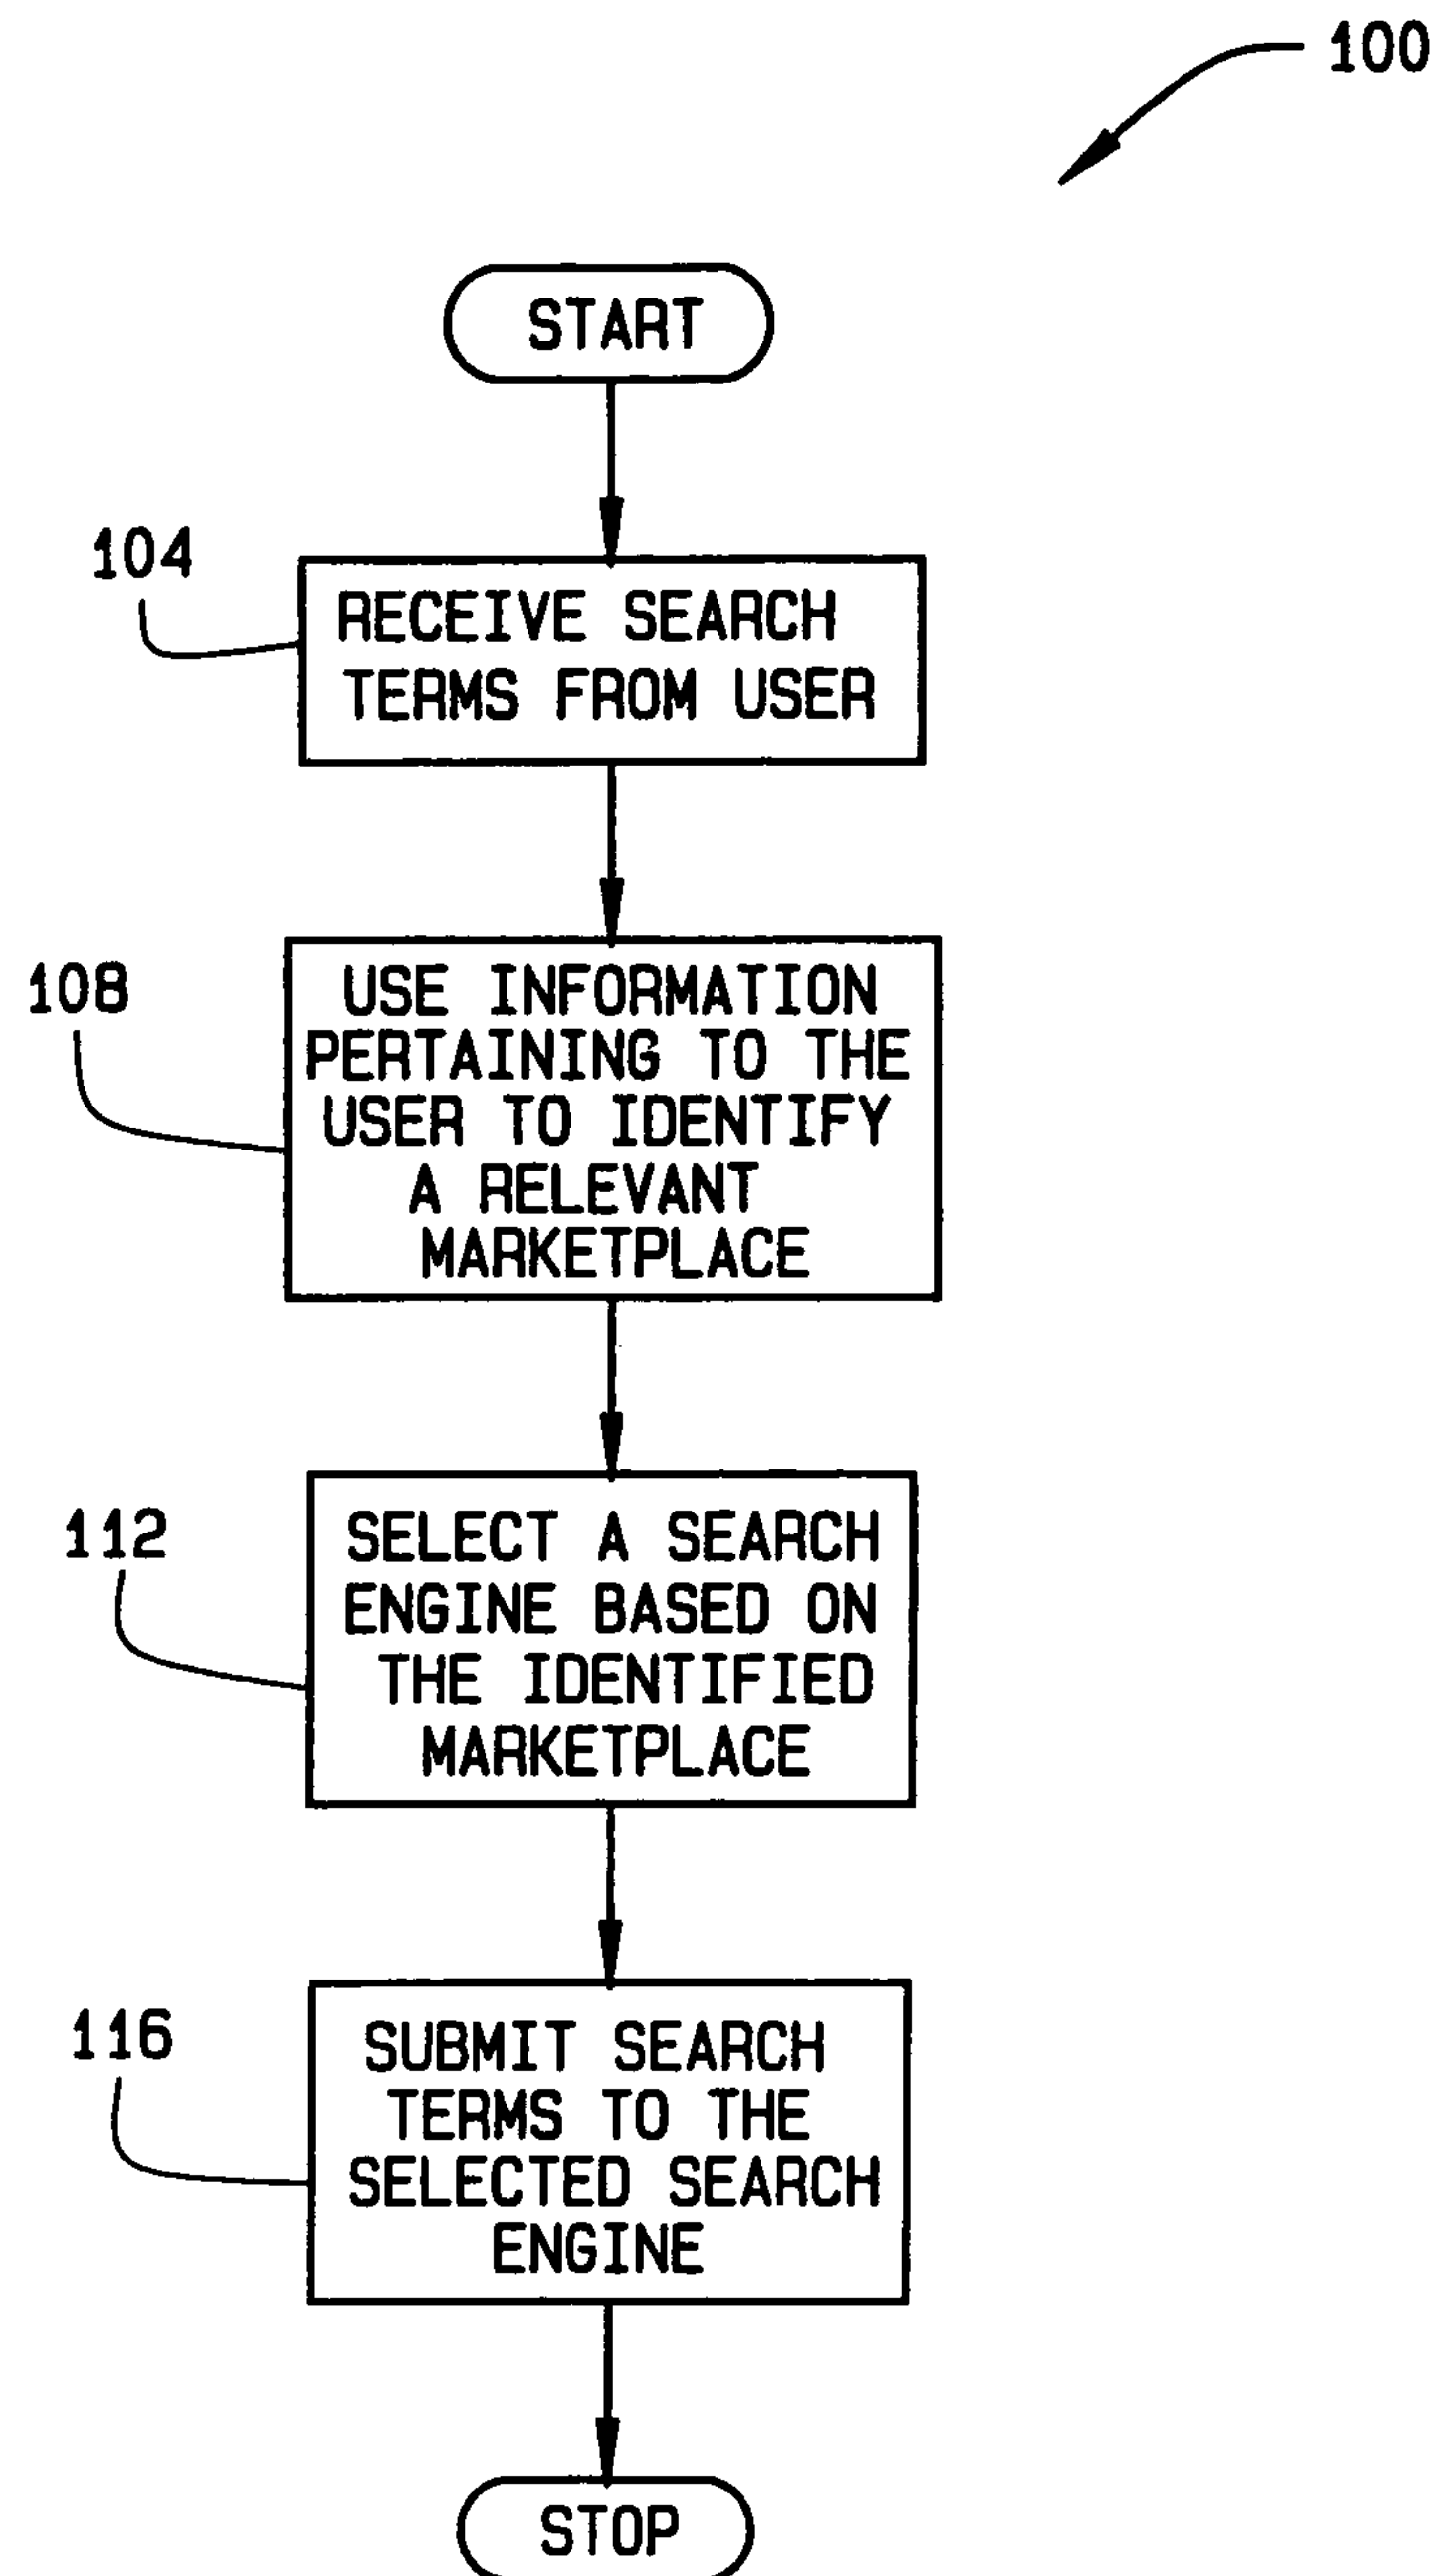 100
START
104
RECEIVE SEARCH
TERMS FROM USER
108
USE INFORMATION
PERTAINING TO THE
USER TO IDENTIFY
A RELEVANT
MARKETPLACE
112
SELECT A SEARCH
ENGINE BASED ON
THE IDENTIFIED
MARKETPLACE
116
SUBMIT SEARCH
TERMS TO THE
SELECTED SEARCH
ENGINE
STOP